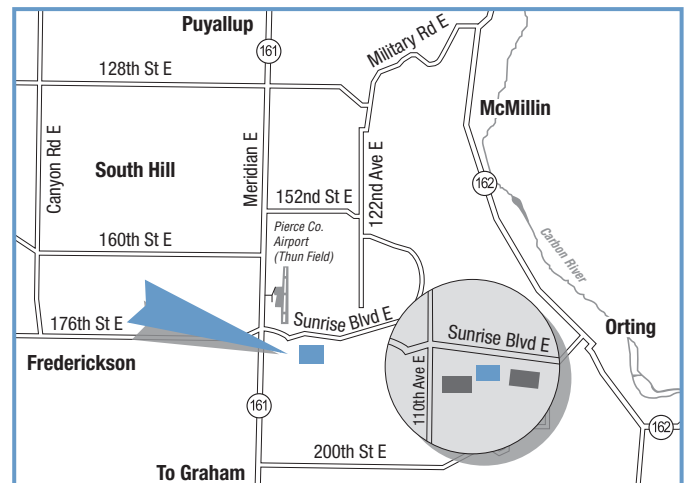 Puyallup
161
Military Rd E
128th St E
McMillin
Canyon Rd E
South Hill
Meridian E
122nd Ave E
152nd St E
162
Pierce Co.
Airport
(Thun Field)
160th St E
Carbon River
176th St E
Sunrise Blvd E
Orting
Sunrise Blvd E
Frederickson
110th Ave E
161
162
200th St E
To Graham